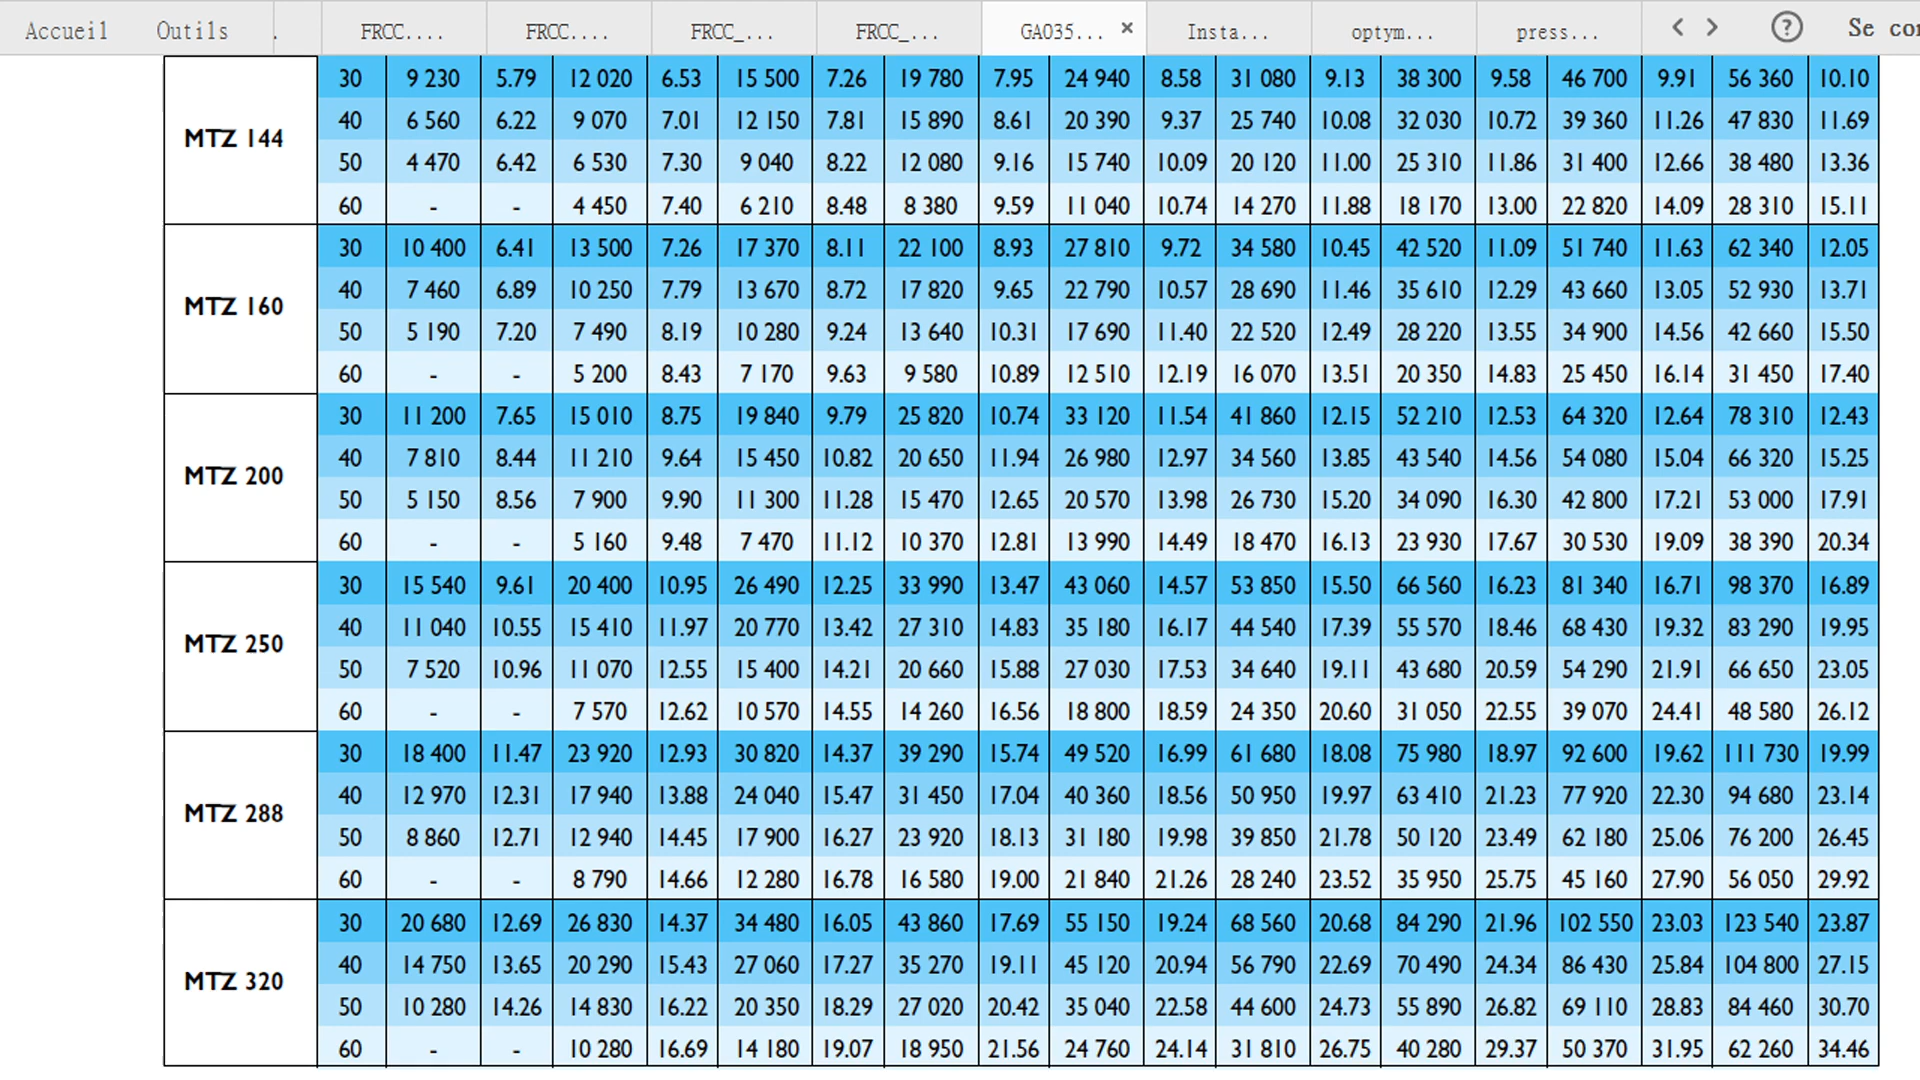 Accueil Outils . FRCC.... FRCC.... FRCC_... FRCC_... GA035... × Insta... optym... press... < > ? Se con
30 9 230 5.79 12 020 6.53 15 500 7.26 19 780 7.95 24 940 8.58 31 080 9.13 38 300 9.58 46 700 9.91 56 360 10.10
40 6 560 6.22 9 070 7.01 12 150 7.81 15 890 8.61 20 390 9.37 25 740 10.08 32 030 10.72 39 360 11.26 47 830 11.69
MTZ 144
50 4 470 6.42 6 530 7.30 9 040 8.22 12 080 9.16 15 740 10.09 20 120 11.00 25 310 11.86 31 400 12.66 38 480 13.36
60 - - 4 450 7.40 6 210 8.48 8 380 9.59 11 040 10.74 14 270 11.88 18 170 13.00 22 820 14.09 28 310 15.11
30 10 400 6.41 13 500 7.26 17 370 8.11 22 100 8.93 27 810 9.72 34 580 10.45 42 520 11.09 51 740 11.63 62 340 12.05
40 7 460 6.89 10 250 7.79 13 670 8.72 17 820 9.65 22 790 10.57 28 690 11.46 35 610 12.29 43 660 13.05 52 930 13.71
MTZ 160
50 5 190 7.20 7 490 8.19 10 280 9.24 13 640 10.31 17 690 11.40 22 520 12.49 28 220 13.55 34 900 14.56 42 660 15.50
60 - - 5 200 8.43 7 170 9.63 9 580 10.89 12 510 12.19 16 070 13.51 20 350 14.83 25 450 16.14 31 450 17.40
30 11 200 7.65 15 010 8.75 19 840 9.79 25 820 10.74 33 120 11.54 41 860 12.15 52 210 12.53 64 320 12.64 78 310 12.43
40 7 810 8.44 11 210 9.64 15 450 10.82 20 650 11.94 26 980 12.97 34 560 13.85 43 540 14.56 54 080 15.04 66 320 15.25
MTZ 200
50 5 150 8.56 7 900 9.90 11 300 11.28 15 470 12.65 20 570 13.98 26 730 15.20 34 090 16.30 42 800 17.21 53 000 17.91
60 - - 5 160 9.48 7 470 11.12 10 370 12.81 13 990 14.49 18 470 16.13 23 930 17.67 30 530 19.09 38 390 20.34
30 15 540 9.61 20 400 10.95 26 490 12.25 33 990 13.47 43 060 14.57 53 850 15.50 66 560 16.23 81 340 16.71 98 370 16.89
40 11 040 10.55 15 410 11.97 20 770 13.42 27 310 14.83 35 180 16.17 44 540 17.39 55 570 18.46 68 430 19.32 83 290 19.95
MTZ 250
50 7 520 10.96 11 070 12.55 15 400 14.21 20 660 15.88 27 030 17.53 34 640 19.11 43 680 20.59 54 290 21.91 66 650 23.05
60 - - 7 570 12.62 10 570 14.55 14 260 16.56 18 800 18.59 24 350 20.60 31 050 22.55 39 070 24.41 48 580 26.12
30 18 400 11.47 23 920 12.93 30 820 14.37 39 290 15.74 49 520 16.99 61 680 18.08 75 980 18.97 92 600 19.62 111 730 19.99
40 12 970 12.31 17 940 13.88 24 040 15.47 31 450 17.04 40 360 18.56 50 950 19.97 63 410 21.23 77 920 22.30 94 680 23.14
MTZ 288
50 8 860 12.71 12 940 14.45 17 900 16.27 23 920 18.13 31 180 19.98 39 850 21.78 50 120 23.49 62 180 25.06 76 200 26.45
60 - - 8 790 14.66 12 280 16.78 16 580 19.00 21 840 21.26 28 240 23.52 35 950 25.75 45 160 27.90 56 050 29.92
30 20 680 12.69 26 830 14.37 34 480 16.05 43 860 17.69 55 150 19.24 68 560 20.68 84 290 21.96 102 550 23.03 123 540 23.87
40 14 750 13.65 20 290 15.43 27 060 17.27 35 270 19.11 45 120 20.94 56 790 22.69 70 490 24.34 86 430 25.84 104 800 27.15
MTZ 320
50 10 280 14.26 14 830 16.22 20 350 18.29 27 020 20.42 35 040 22.58 44 600 24.73 55 890 26.82 69 110 28.83 84 460 30.70
60 - - 10 280 16.69 14 180 19.07 18 950 21.56 24 760 24.14 31 810 26.75 40 280 29.37 50 370 31.95 62 260 34.46